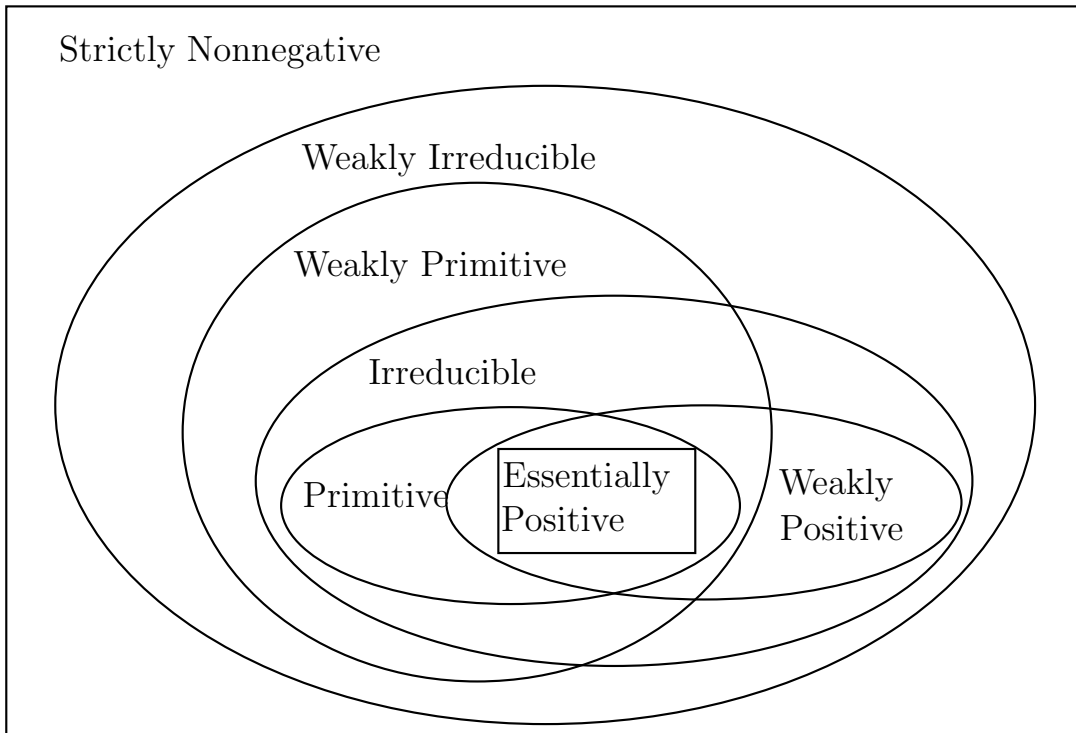 Strictly Nonnegative
Weakly Irreducible
Weakly Primitive
Irreducible
Primitive
Essentially
Positive
Weakly
Positive